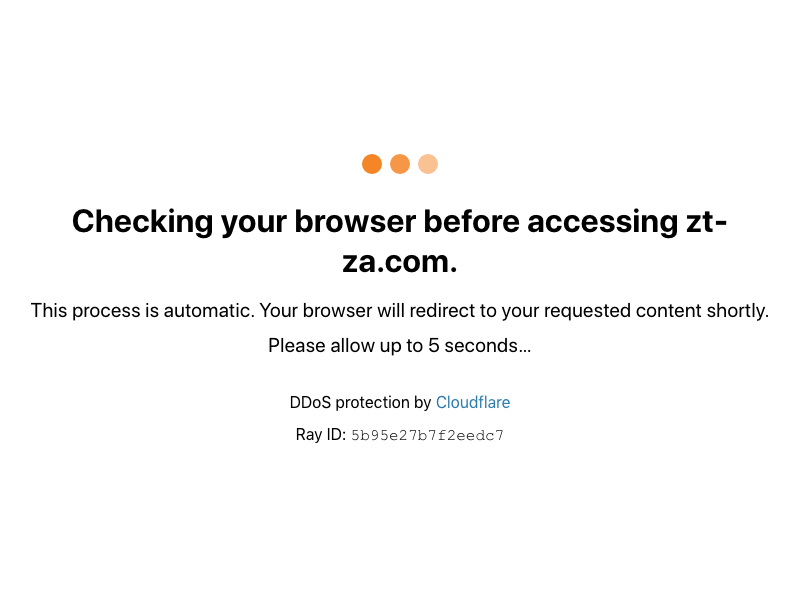 Checking your browser before accessing zt-
za.com.
This process is automatic. Your browser will redirect to your requested content shortly.
Please allow up to 5 seconds…
DDoS protection by Cloudflare
Ray ID: 5b95e27b7f2eedc7